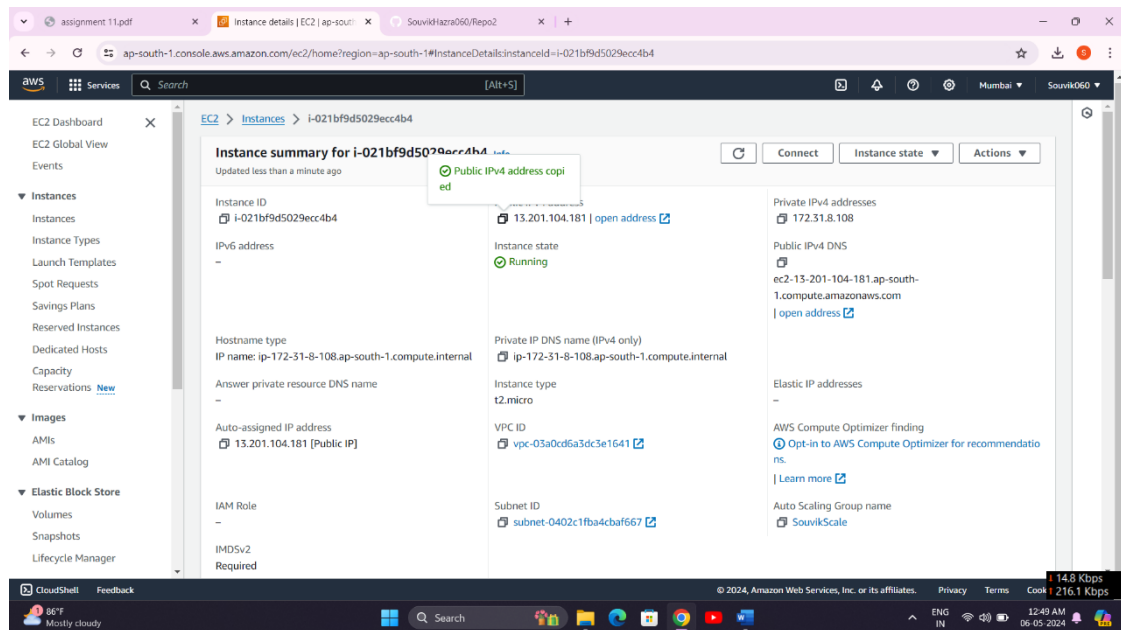 assignment 11.pdf
Instance details | EC2 | ap-sout
SouvikHazra060/Repo2
ap-south-1.console.aws.amazon.com/ec2/home?region=ap-south-1#InstanceDetails:instanceId=i-021bf9d5029ecc4b4
S
aws
Services
Search
[Alt+S]
Mumbai
Souvik060
EC2 Dashboard
EC2 Global View
Events
Instances
Instances
Instance Types
Launch Templates
Spot Requests
Savings Plans
Reserved Instances
Dedicated Hosts
Capacity
Reservations New
Images
AMIs
AMI Catalog
Elastic Block Store
Volumes
Snapshots
Lifecycle Manager
EC2 > Instances > i-021bf9d5029ecc4b4
Instance summary for i-021bf9d5029ecc4b4 Info
Updated less than a minute ago
Connect
Instance state
Actions
Public IPv4 address copi
ed
Instance ID
i-021bf9d5029ecc4b4
Public IPv4 address
13.201.104.181 | open address
Private IPv4 addresses
172.31.8.108
IPv6 address
–
Instance state
Running
Public IPv4 DNS
ec2-13-201-104-181.ap-south-
1.compute.amazonaws.com
| open address
Hostname type
IP name: ip-172-31-8-108.ap-south-1.compute.internal
Private IP DNS name (IPv4 only)
ip-172-31-8-108.ap-south-1.compute.internal
Answer private resource DNS name
–
Instance type
t2.micro
Elastic IP addresses
–
Auto-assigned IP address
13.201.104.181 [Public IP]
VPC ID
vpc-03a0cd6a3dc3e1641
AWS Compute Optimizer finding
Opt-in to AWS Compute Optimizer for recommendatio
ns.
| Learn more
IAM Role
–
Subnet ID
subnet-0402c1fba4cbaf667
Auto Scaling Group name
SouvikScale
IMDSv2
Required
CloudShell
Feedback
© 2024, Amazon Web Services, Inc. or its affiliates.
Privacy
Terms
Cook
14.8 Kbps
216.1 Kbps
1
86°F
Mostly cloudy
Search
ENG
IN
12:49 AM
06-05-2024